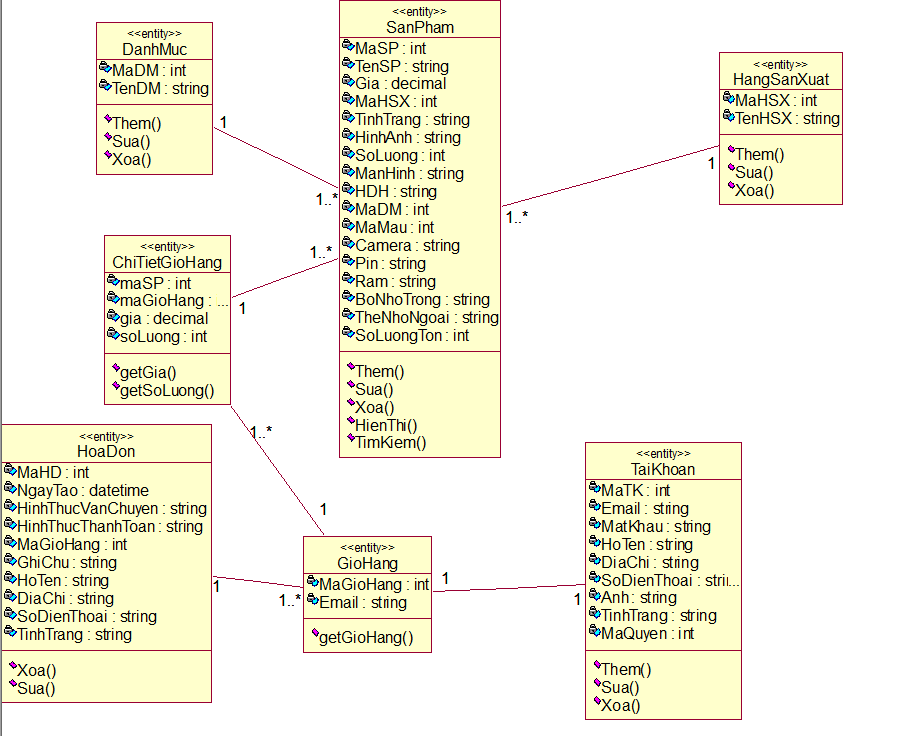 <<entity>>
DanhMuc
MaDM : int
TenDM : string
Them()
Sua()
Xoa()
1
1..*
<<entity>>
SanPham
MaSP : int
TenSP : string
Gia : decimal
MaHSX : int
TinhTrang : string
HinhAnh : string
SoLuong : int
ManHinh : string
HDH : string
MaDM : int
MaMau : int
Camera : string
Pin : string
Ram : string
BoNhoTrong : string
TheNhoNgoai : string
SoLuongTon : int
Them()
Sua()
Xoa()
HienThi()
TimKiem()
1..*
1
<<entity>>
HangSanXuat
MaHSX : int
TenHSX : string
Them()
Sua()
Xoa()
<<entity>>
ChiTietGioHang
maSP : int
maGioHang : ...
gia : decimal
soLuong : int
getGia()
getSoLuong()
1..*
1
1..*
1
<<entity>>
HoaDon
MaHD : int
NgayTao : datetime
HinhThucVanChuyen : string
HinhThucThanhToan : string
MaGioHang : int
GhiChu : string
HoTen : string
DiaChi : string
SoDienThoai : string
TinhTrang : string
Xoa()
Sua()
1
1..*
<<entity>>
GioHang
MaGioHang : int
Email : string
getGioHang()
1
1
<<entity>>
TaiKhoan
MaTK : int
Email : string
MatKhau : string
HoTen : string
DiaChi : string
SoDienThoai : strin...
Anh : string
TinhTrang : string
MaQuyen : int
Them()
Sua()
Xoa()